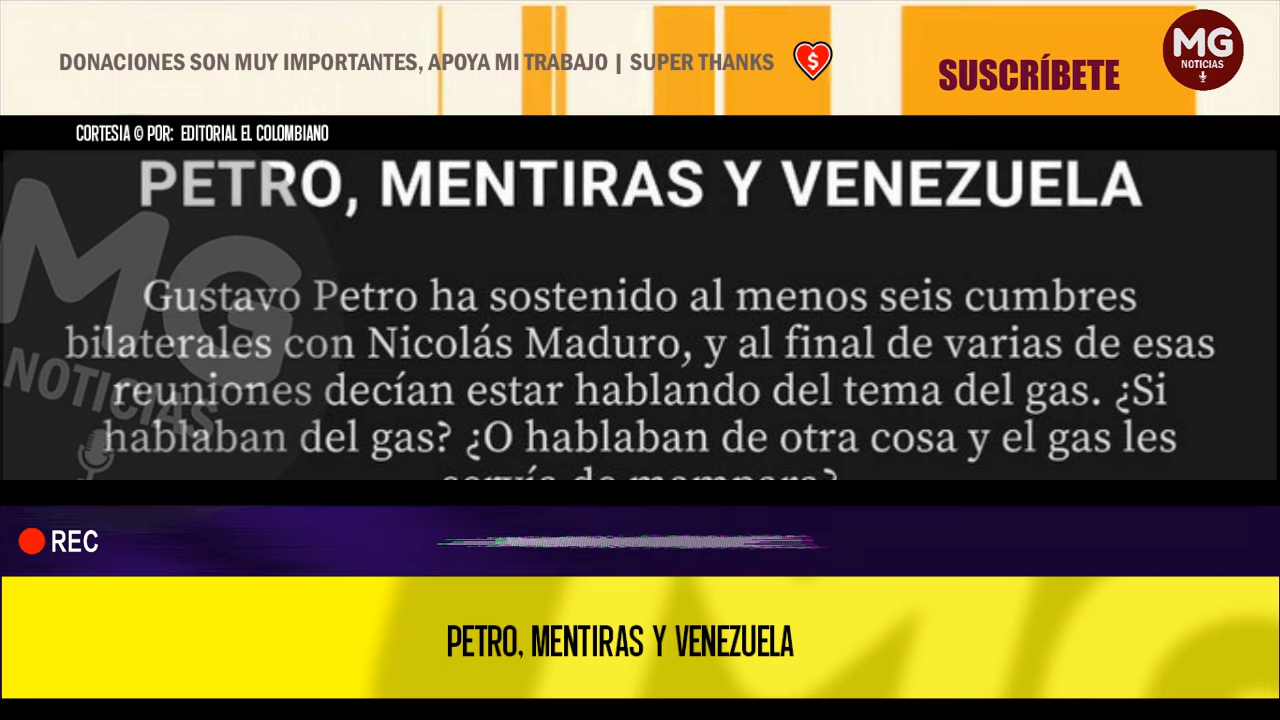 DONACIONES SON MUY IMPORTANTES, APOYA MI TRABAJO | SUPER THANKS
$
SUSCRÍBETE
MG
NOTICIAS
CORTESIA © POR: EDITORIAL EL COLOMBIANO
PETRO, MENTIRAS Y VENEZUELA
Gustavo Petro ha sostenido al menos seis cumbres
bilaterales con Nicolás Maduro, y al final de varias de esas
reuniones decían estar hablando del tema del gas. ¿Si
hablaban del gas? ¿O hablaban de otra cosa y el gas les
MG
NOTICIAS
REC
PETRO, MENTIRAS Y VENEZUELA